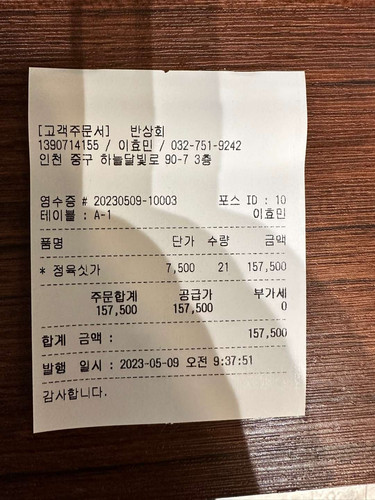 [고객주문서] 반상회
1390714155 / 이효민 / 032-751-9242
인천 중구 하늘달빛로 90-7 3층
영수증 # 20230509-10003 포스 ID : 10
테이블 : A-1 이효민
품명 단가 수량 금액
* 정육싯가 7,500 21 157,500
주문합계 공급가 부가세
157,500 157,500 0
합계 금액 : 157,500
발행 일시 : 2023-05-09 오전 9:37:51
감사합니다.